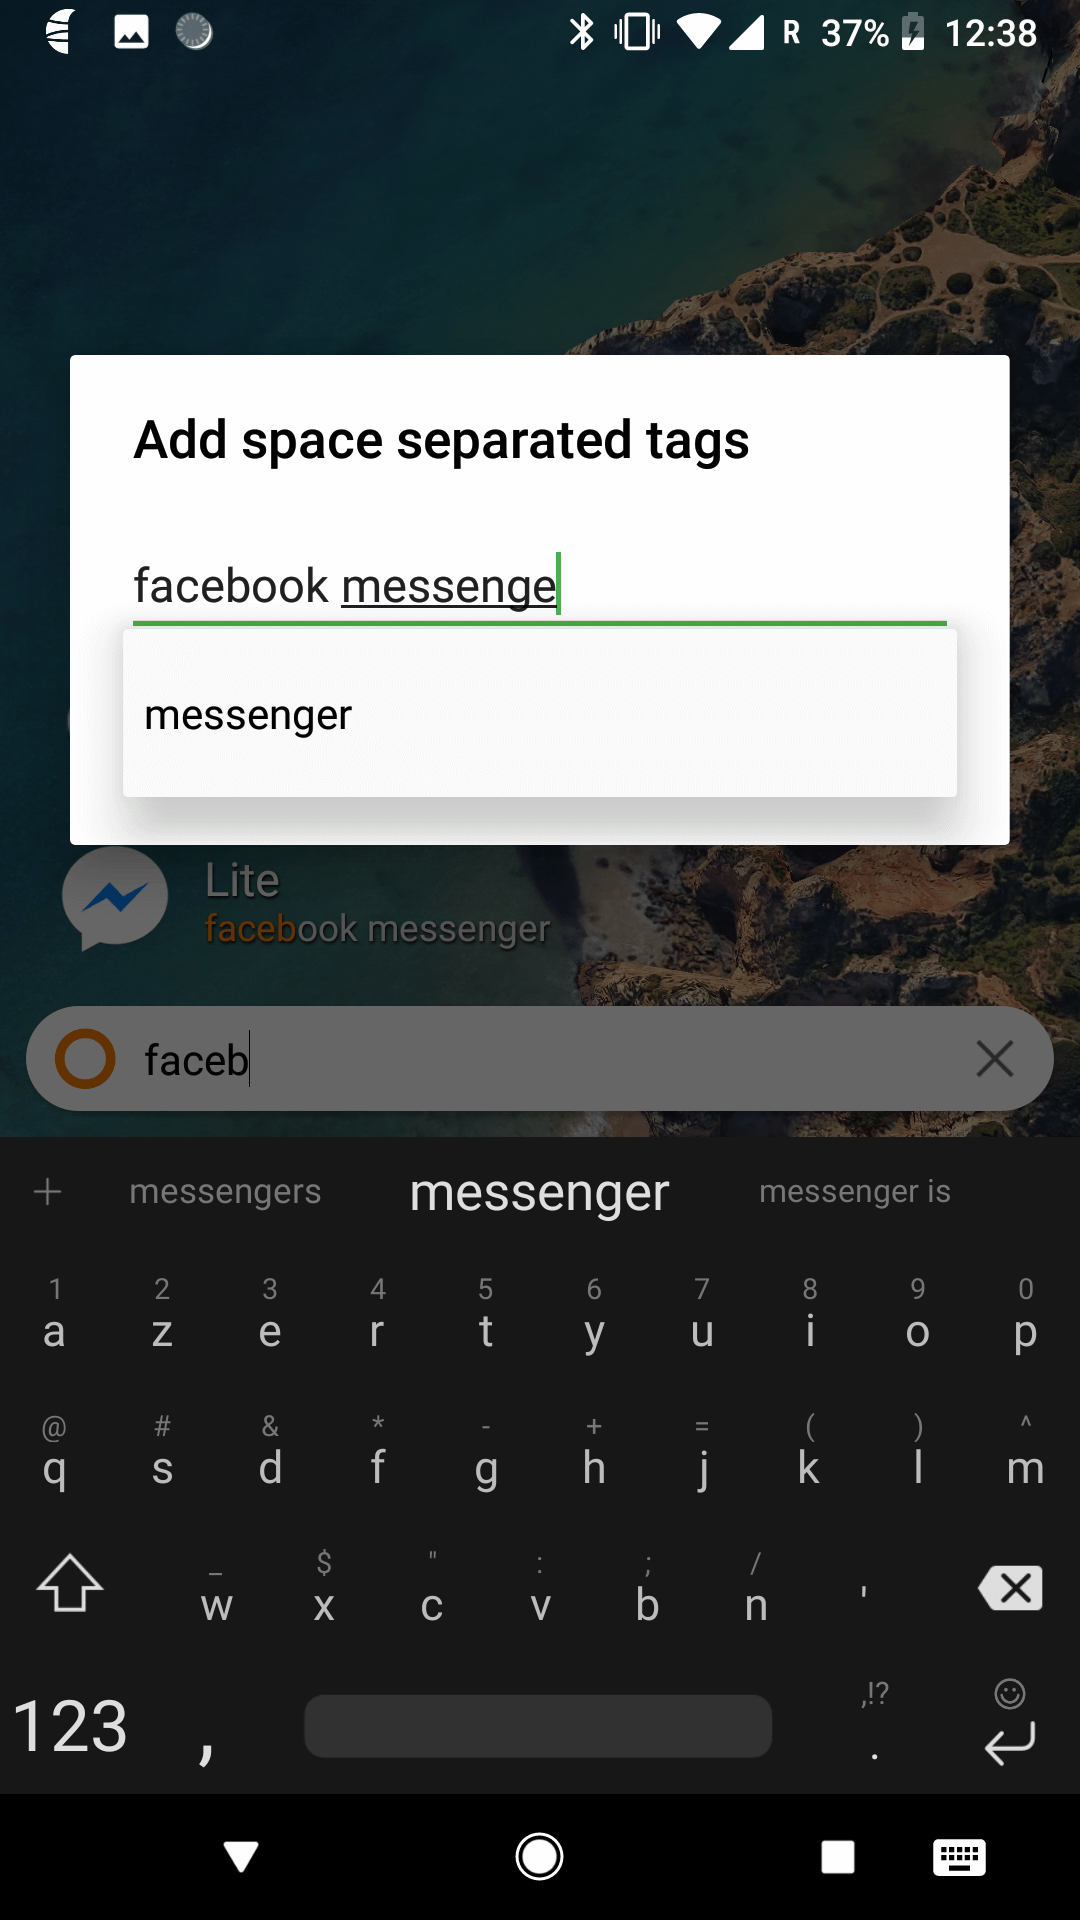 R 37% 12:38
Add space separated tags
facebook messenge
messenger
Lite
facebook messenger
faceb
messengers messenger messenger is
1 2 3 4 5 6 7 8 9 0
a z e r t y u i o p
@ # & * - + = ( ) ^
q s d f g h j k l m
_ $ " : ; /
w x c v b n '
,!?
123 , .